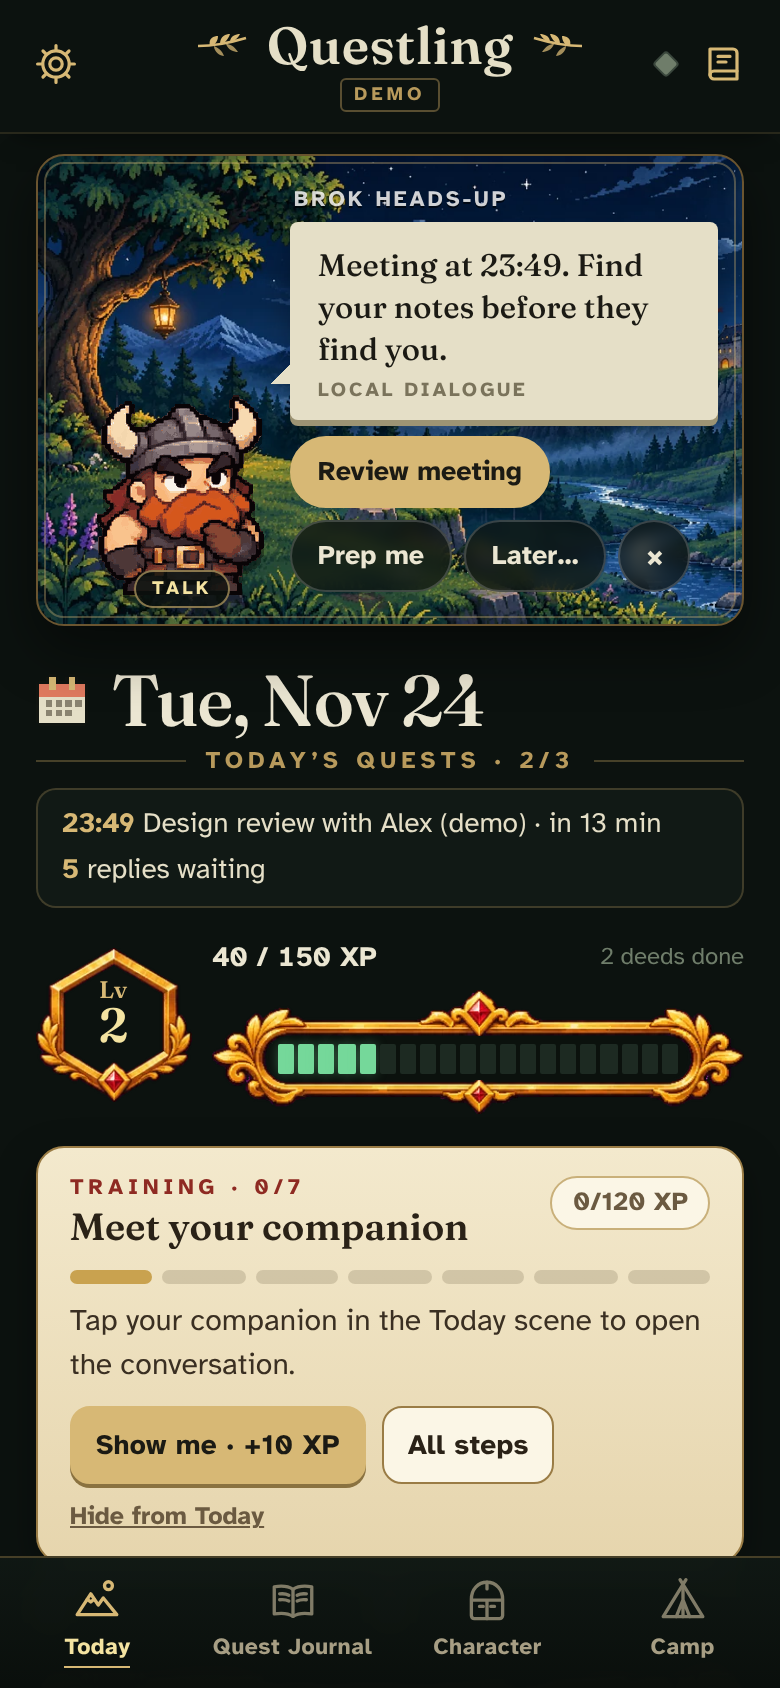 Questling
DEMO
BROK HEADS-UP
Meeting at 23:49. Find
your notes before they
find you.
LOCAL DIALOGUE
Review meeting
Prep me
Later...
×
TALK
Tue, Nov 24
TODAY'S QUESTS · 2/3
23:49 Design review with Alex (demo) · in 13 min
5 replies waiting
40 / 150 XP
2 deeds done
Lv
2
TRAINING · 0/7
0/120 XP
Meet your companion
Tap your companion in the Today scene to open
the conversation.
Show me · +10 XP
All steps
Hide from Today
Today
Quest Journal
Character
Camp